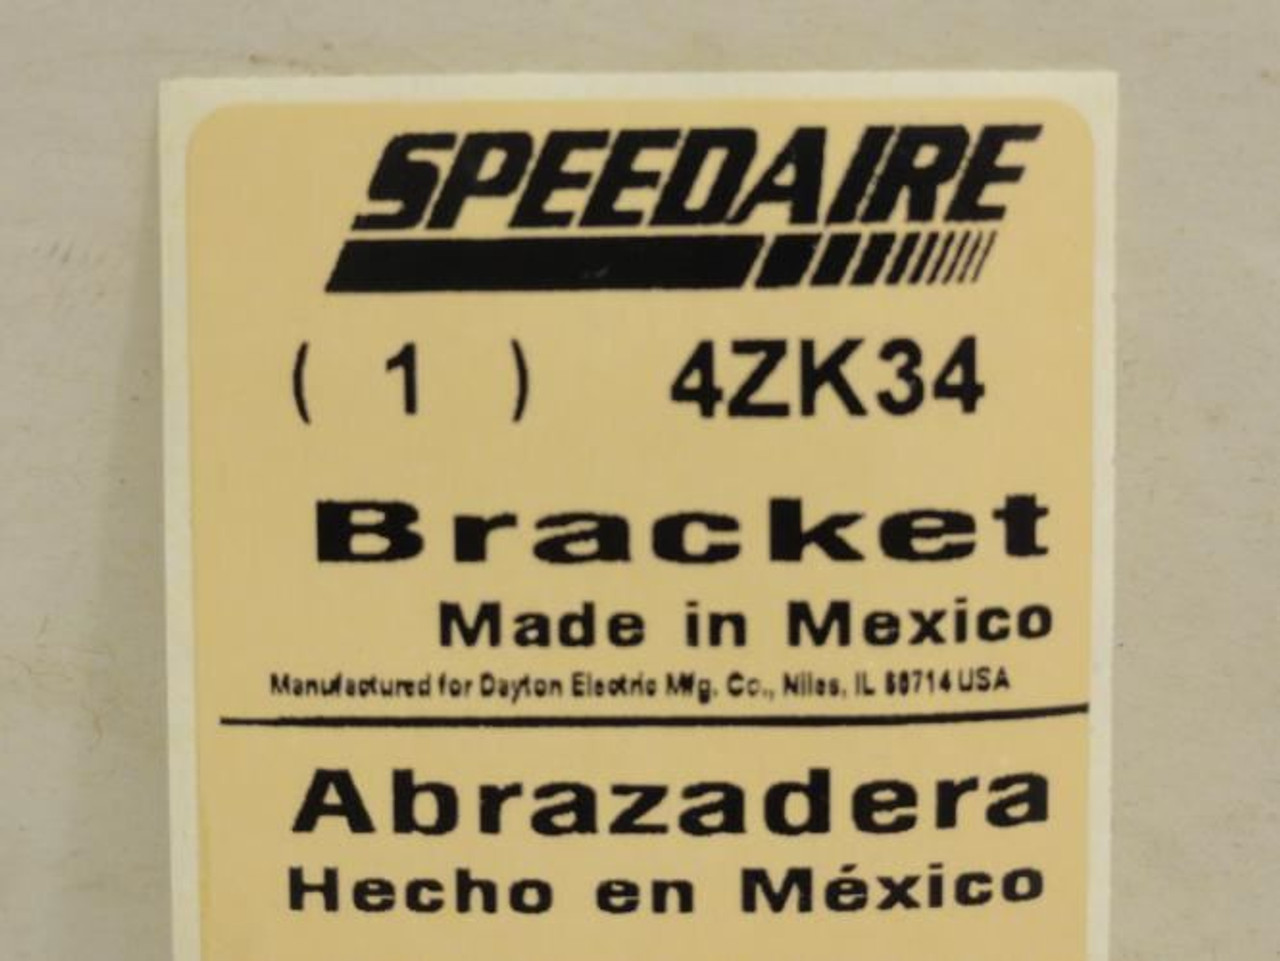 SPEEDAIRE
( 1 ) 4ZK34
Bracket
Made in Mexico
Manufactured for Dayton Electric Mfg. Co., Niles, IL 60714 USA
Abrazadera
Hecho en México